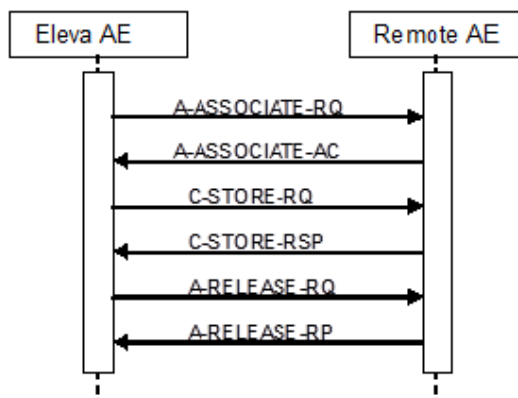 Eleva AE
Remote AE
A-ASSOCIATE-RQ
A-ASSOCIATE-AC
C-STORE-RQ
C-STORE-RSP
A-RELEASE-RQ
A-RELEASE-RP